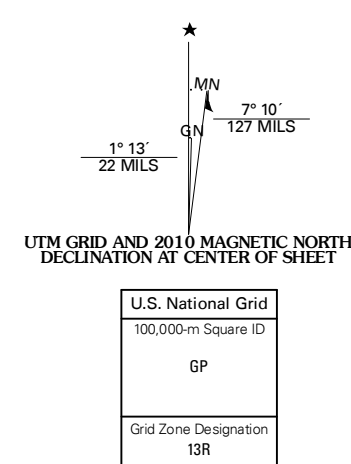 MN
GN
7° 10´
127 MILS
1° 13´
22 MILS
UTM GRID AND 2010 MAGNETIC NORTH
DECLINATION AT CENTER OF SHEET
U.S. National Grid
100,000-m Square ID
GP
Grid Zone Designation
13R